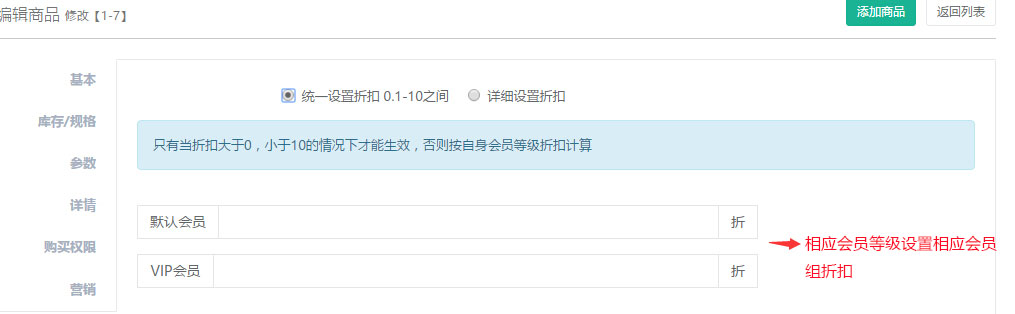 编辑商品 修改【1-7】
添加商品
返回列表
基本
库存/规格
参数
详情
购买权限
营销
统一设置折扣 0.1-10之间
详细设置折扣
只有当折扣大于0，小于10的情况下才能生效，否则按自身会员等级折扣计算
默认会员 折
VIP会员 折
相应会员等级设置相应会员
组折扣